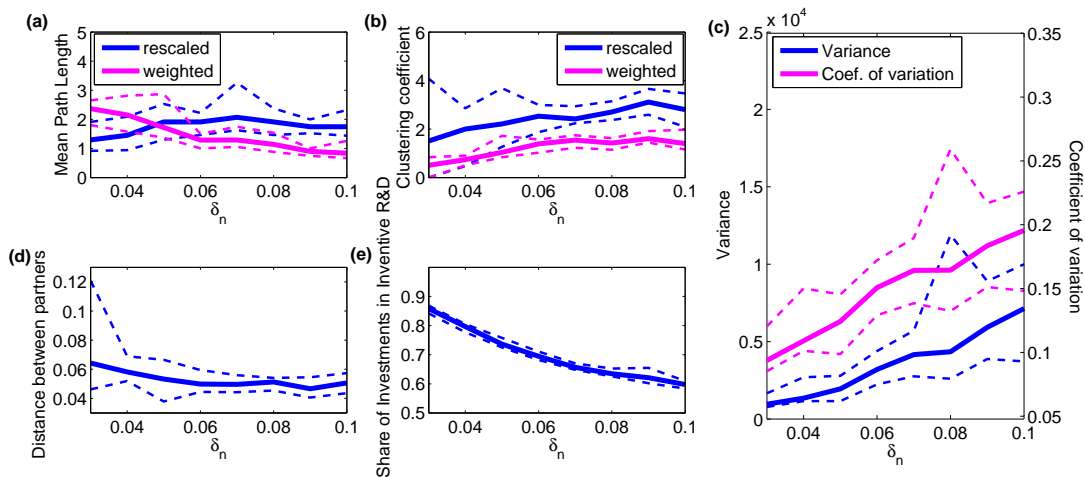 (a)
Mean Path Length
5
4
3
2
1
0
rescaled
weighted
0.04 0.06 0.08 0.1
δn
(b)
Clustering coefficient
6
4
2
0
rescaled
weighted
0.04 0.06 0.08 0.1
δn
(c)
x 10^4
Variance
2.5
2
1.5
1
0.5
0
Variance
Coef. of variation
0.35
0.3
0.25
0.2
0.15
0.1
0.05
Coefficient of variation
0.04 0.06 0.08 0.1
δn
(d)
Distance between partners
0.12
0.1
0.08
0.06
0.04
0.04 0.06 0.08 0.1
δn
(e)
Share of Investments in Inventive R&D
0.9
0.8
0.7
0.6
0.5
0.04 0.06 0.08 0.1
δn